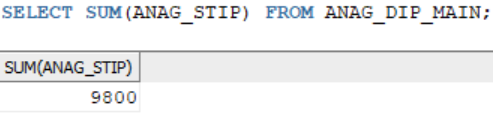 SELECT SUM(ANAG_STIP) FROM ANAG_DIP_MAIN;
SUM(ANAG_STIP)
9800